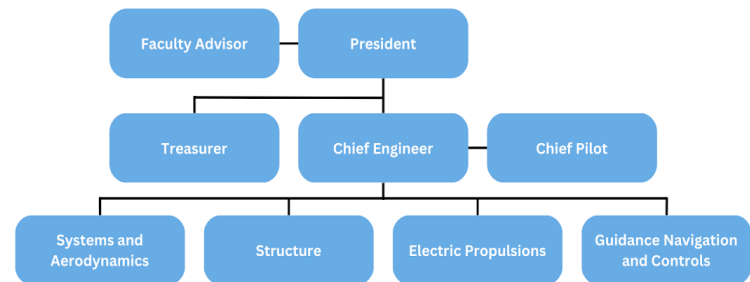 Faculty Advisor
President
Treasurer
Chief Engineer
Chief Pilot
Systems and
Aerodynamics
Structure
Electric Propulsions
Guidance Navigation
and Controls